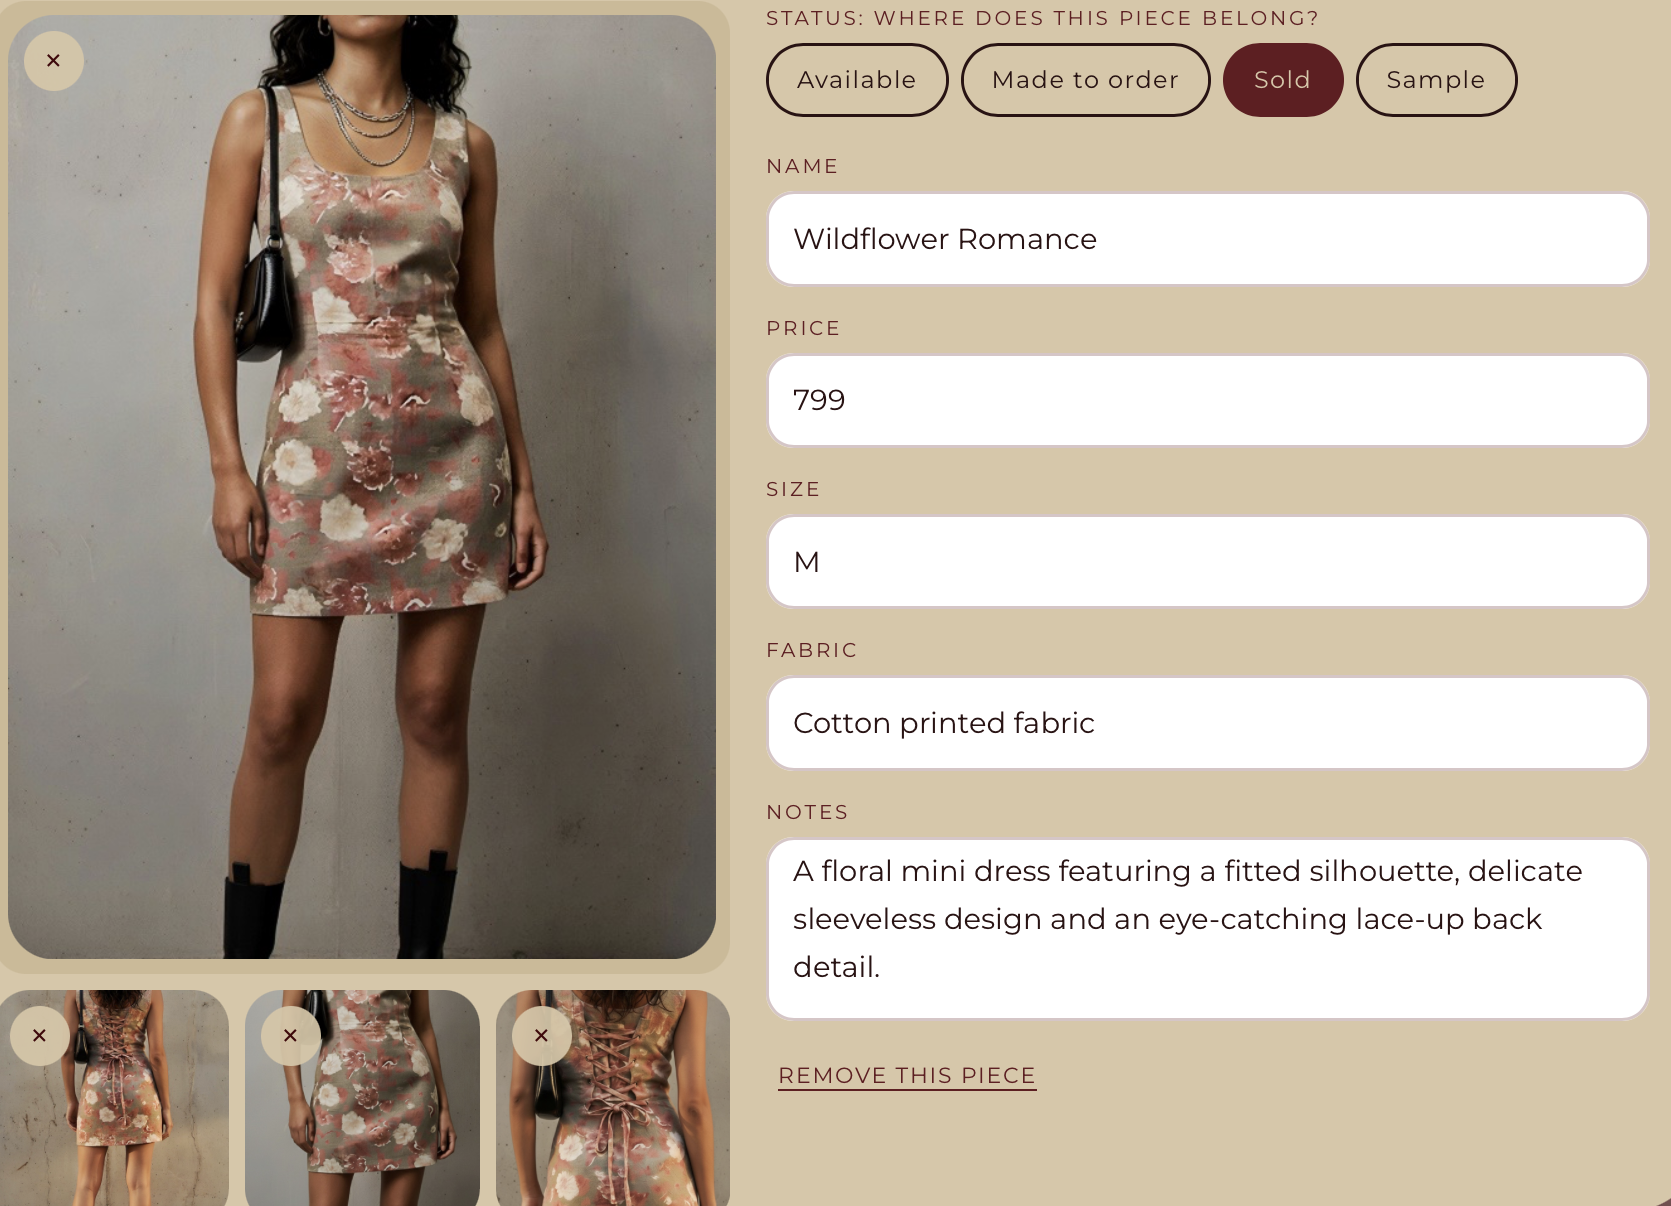 STATUS: WHERE DOES THIS PIECE BELONG?
Available
Made to order
Sold
Sample
NAME
Wildflower Romance
PRICE
799
SIZE
M
FABRIC
Cotton printed fabric
NOTES
A floral mini dress featuring a fitted silhouette, delicate
sleeveless design and an eye-catching lace-up back
detail.
REMOVE THIS PIECE